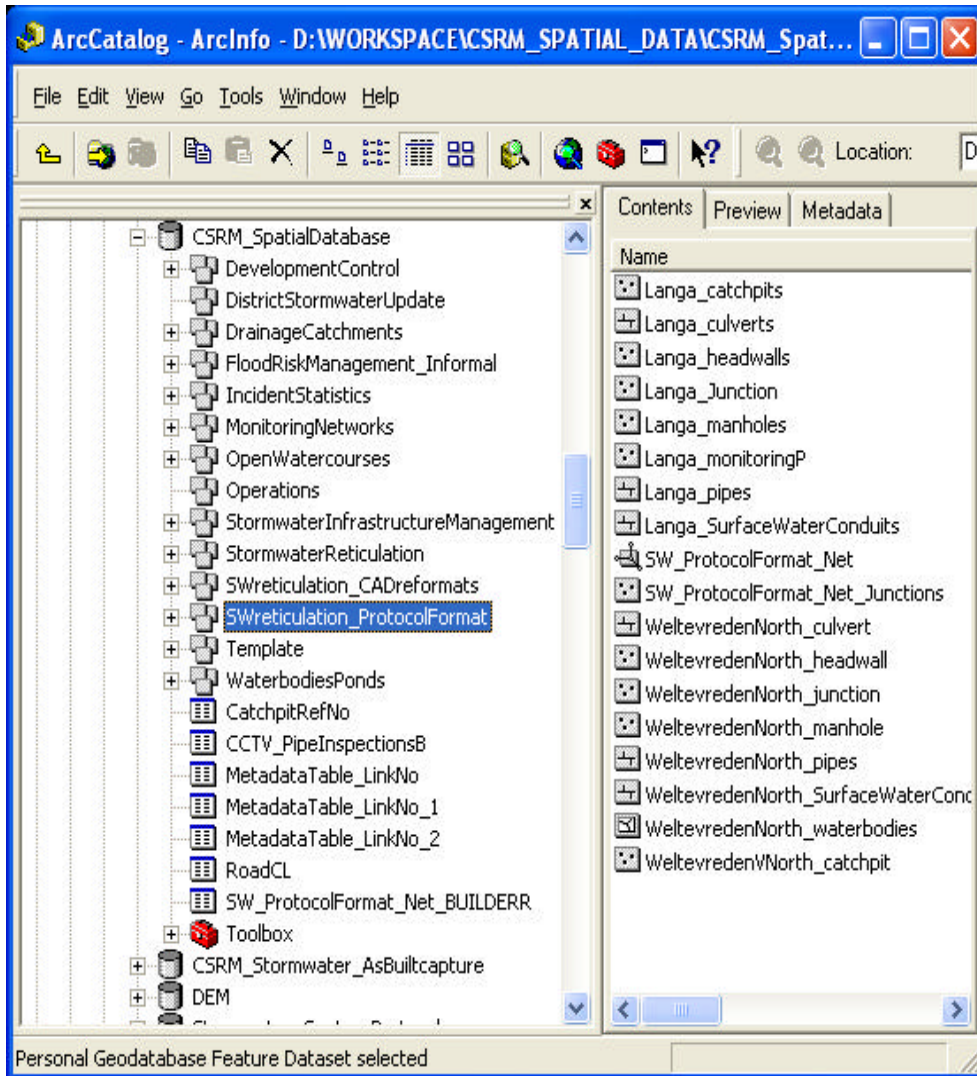 ArcCatalog - ArcInfo - D:\WORKSPACE\CSRM_SPATIAL_DATA\CSRM_Spat...
File Edit View Go Tools Window Help
Location: D
Contents Preview Metadata
Name
CSRM_SpatialDatabase
DevelopmentControl
DistrictStormwaterUpdate
DrainageCatchments
FloodRiskManagement_Informal
IncidentStatistics
MonitoringNetworks
OpenWatercourses
Operations
StormwaterInfrastructureManagement
StormwaterReticulation
SWreticulation_CADreformats
SWreticulation_ProtocolFormat
Template
WaterbodiesPonds
CatchpitRefNo
CCTV_PipeInspectionsB
MetadataTable_LinkNo
MetadataTable_LinkNo_1
MetadataTable_LinkNo_2
RoadCL
SW_ProtocolFormat_Net_BUILDERR
Toolbox
CSRM_Stormwater_AsBuiltcapture
DEM
Langa_catchpits
Langa_culverts
Langa_headwalls
Langa_Junction
Langa_manholes
Langa_monitoringP
Langa_pipes
Langa_SurfaceWaterConduits
SW_ProtocolFormat_Net
SW_ProtocolFormat_Net_Junctions
WeltevredenNorth_culvert
WeltevredenNorth_headwall
WeltevredenNorth_junction
WeltevredenNorth_manhole
WeltevredenNorth_pipes
WeltevredenNorth_SurfaceWaterConc
WeltevredenNorth_waterbodies
WeltevredenVNorth_catchpit
Personal Geodatabase Feature Dataset selected